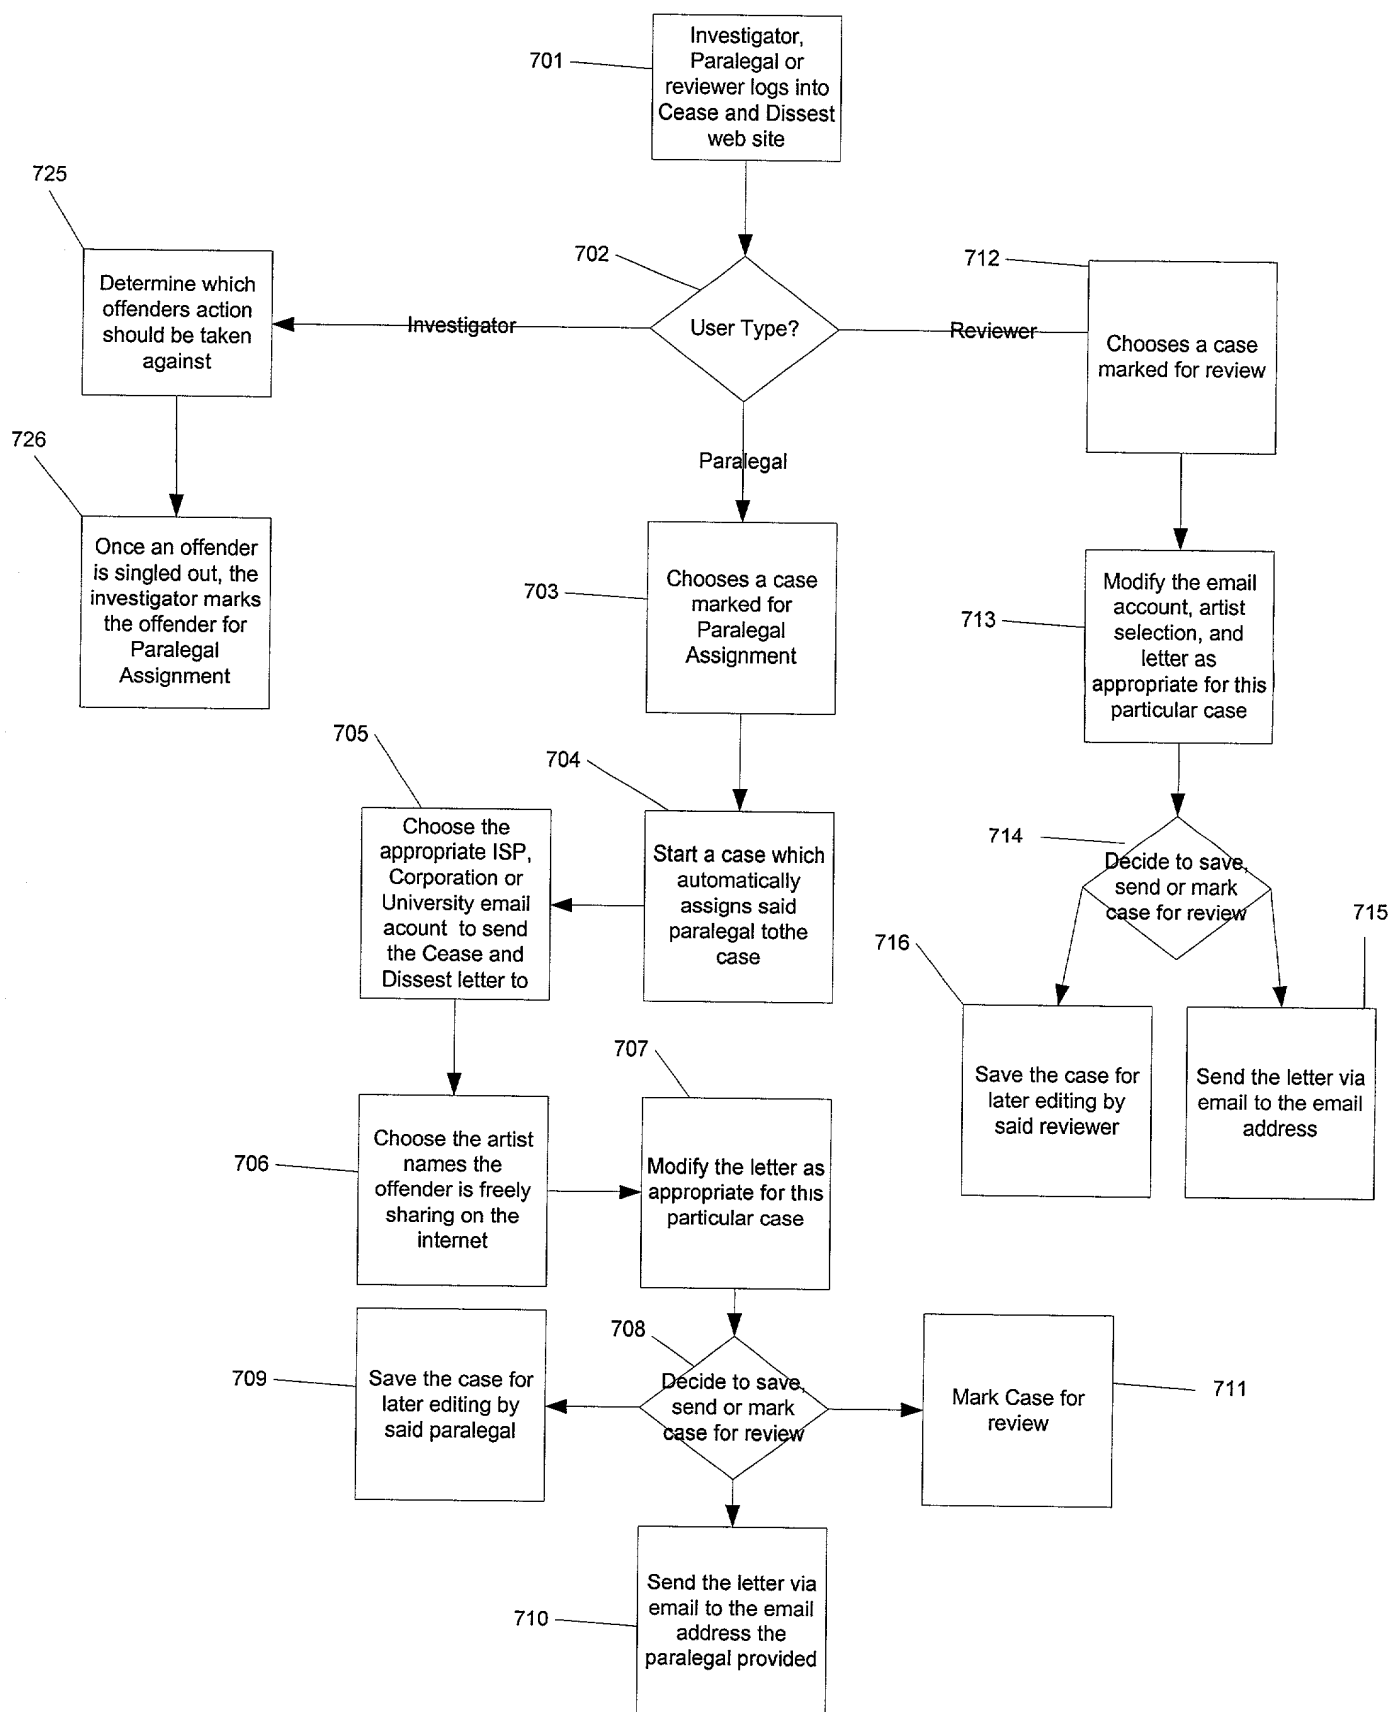 701
Investigator,
Paralegal or
reviewer logs into
Cease and Dissest
web site
725
Determine which
offenders action
should be taken
against
Investigator
702
User Type?
Reviewer
712
Chooses a case
marked for review
726
Once an offender
is singled out, the
investigator marks
the offender for
Paralegal
Assignment
Paralegal
703
Chooses a case
marked for
Paralegal
Assignment
713
Modify the email
account, artist
selection, and
letter as
appropriate for this
particular case
705
Choose the
appropriate ISP,
Corporation or
University email
acount to send
the Cease and
Dissest letter to
704
Start a case which
automatically
assigns said
paralegal tothe
case
714
Decide to save,
send or mark
case for review
716
Save the case for
later editing by
said reviewer
715
Send the letter via
email to the email
address
706
Choose the artist
names the
offender is freely
sharing on the
internet
707
Modify the letter as
appropriate for this
particular case
709
Save the case for
later editing by
said paralegal
708
Decide to save,
send or mark
case for review
Mark Case for
review
711
710
Send the letter via
email to the email
address the
paralegal provided